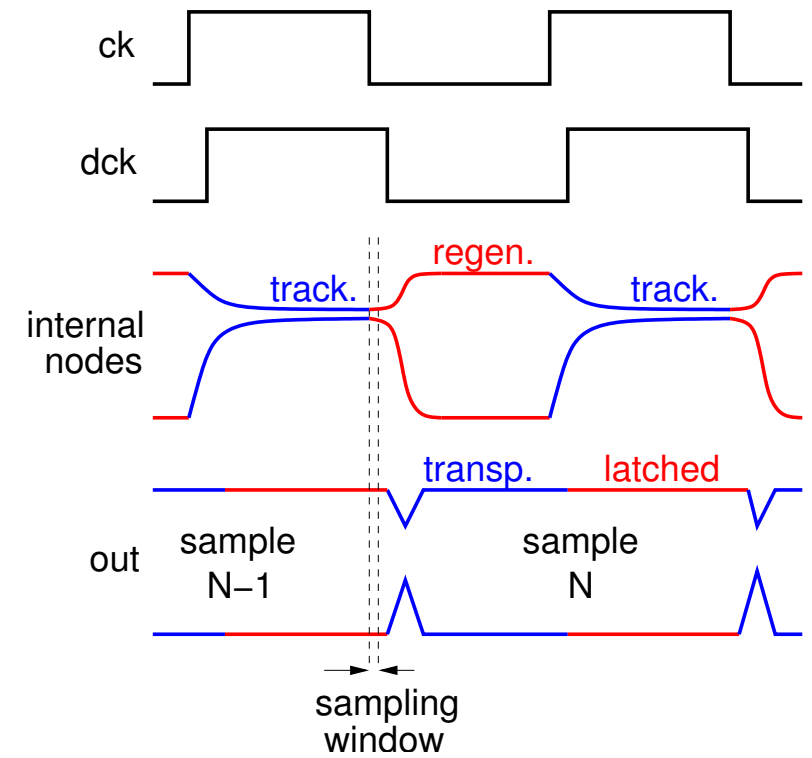 ck
dck
regen.
track.
track.
internal
nodes
transp.
latched
out
sample
N−1
sample
N
sampling
window